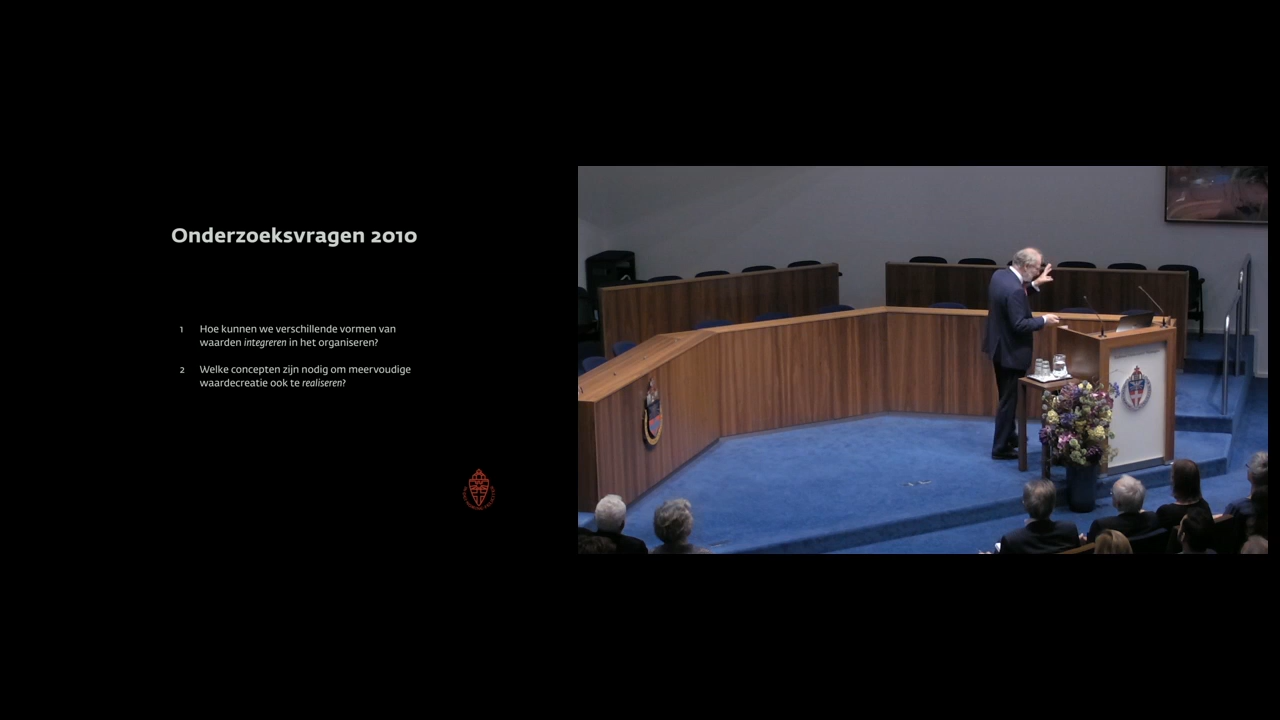 Onderzoeksvragen 2010
1 Hoe kunnen we verschillende vormen van
waarden integreren in het organiseren?
2 Welke concepten zijn nodig om meervoudige
waardecreatie ook te realiseren?